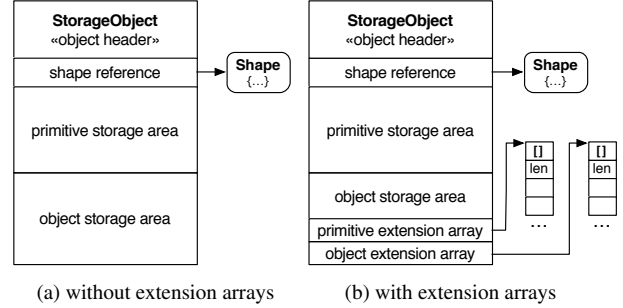 StorageObject
«object header»
shape reference
Shape
{…}
primitive storage area
object storage area
(a) without extension arrays
StorageObject
«object header»
shape reference
Shape
{…}
primitive storage area
object storage area
primitive extension array
object extension array
[]
len
…
[]
len
…
(b) with extension arrays